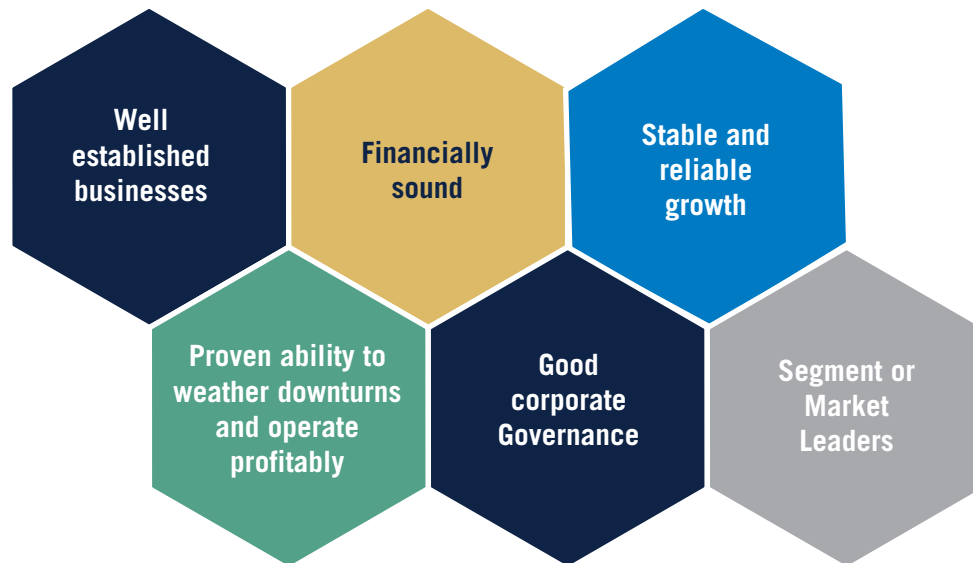 Well
established
businesses
Financially
sound
Stable and
reliable
growth
Proven ability to
weather downturns
and operate
profitably
Good
corporate
Governance
Segment or
Market
Leaders